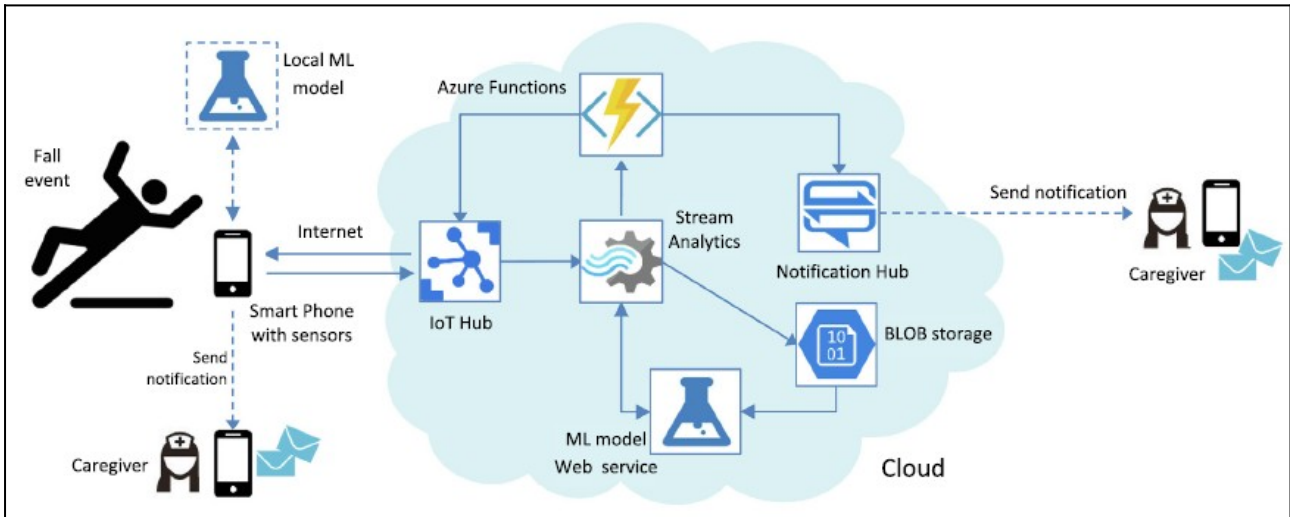 Local ML
model
Azure Functions
Fall
event
Send notification
Internet
Stream
Analytics
Notification Hub
Caregiver
Smart Phone
with sensors
IoT Hub
10
01
BLOB storage
Send
notification
ML model
Web service
Caregiver
Cloud